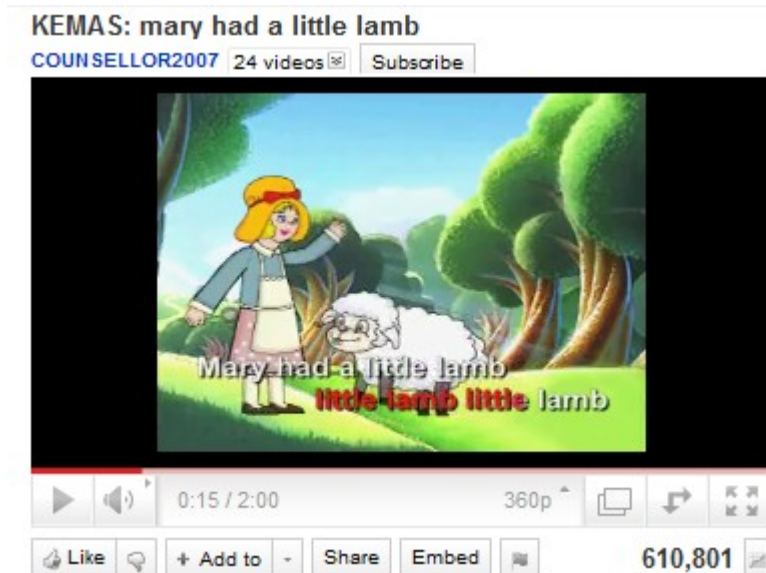 KEMAS: mary had a little lamb
COUNSELLOR2007 24 videos Subscribe
Mary had a little lamb
little lamb little lamb
0:15 / 2:00 360p
Like + Add to - Share Embed 610,801